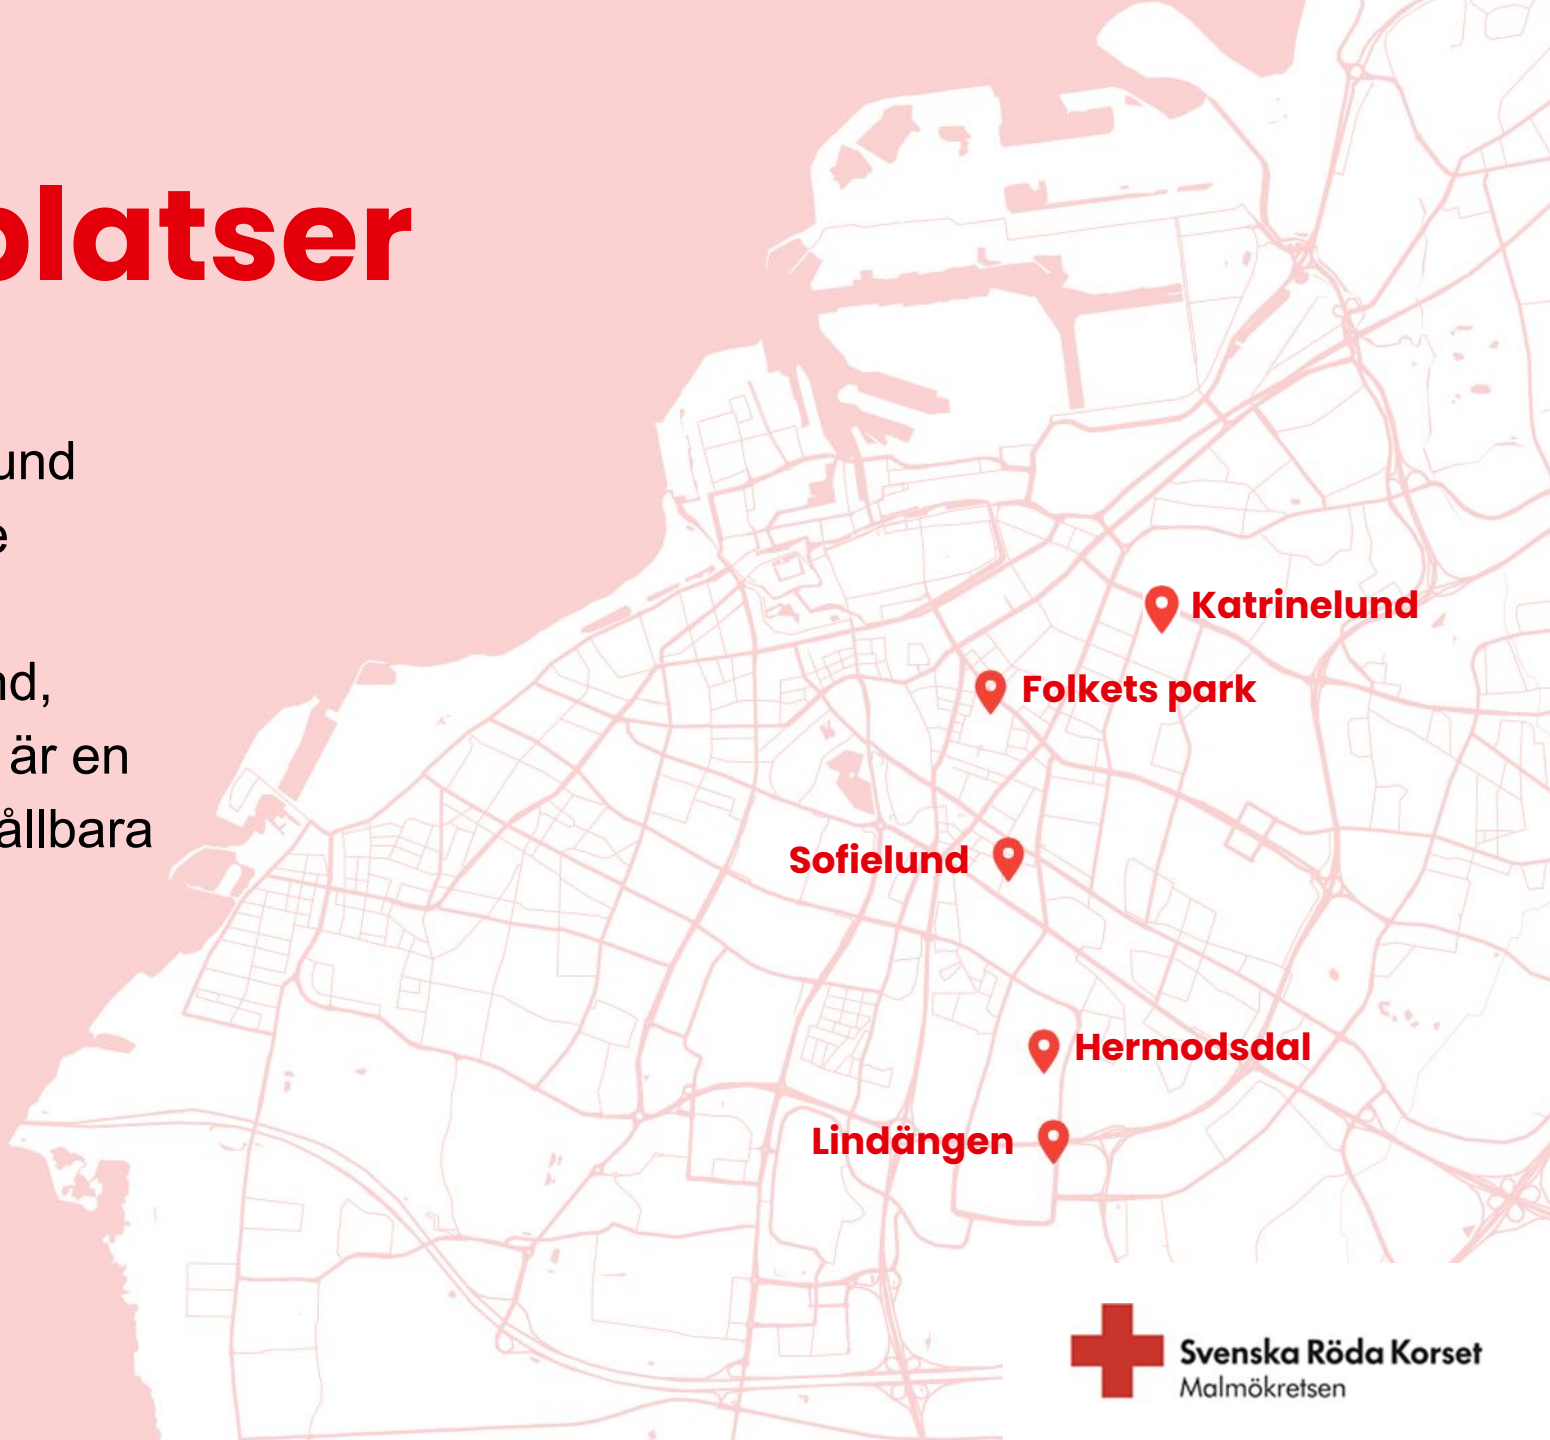 platser
und
e
nd,
är en
ållbara
Katrinelund
Folkets park
Sofielund
Hermodsdal
Lindängen
Svenska Röda Korset
Malmökretsen